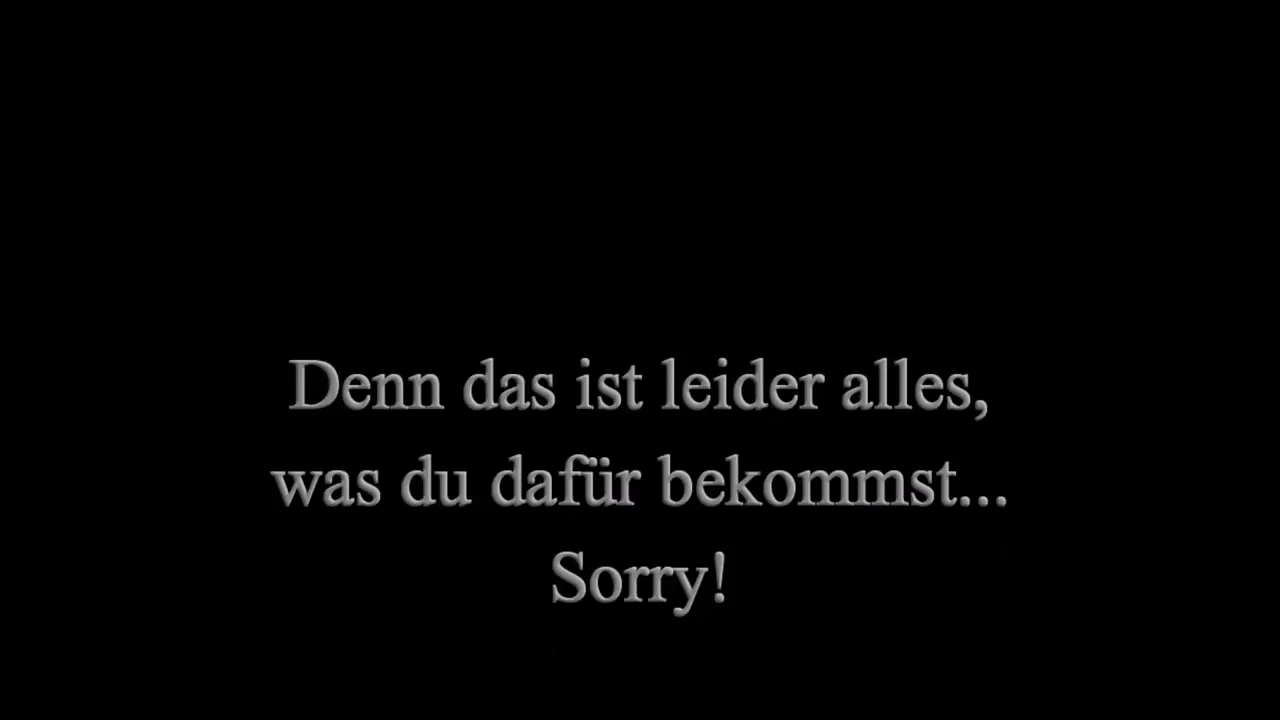 Denn das ist leider alles,
was du dafür bekommst...
Sorry!